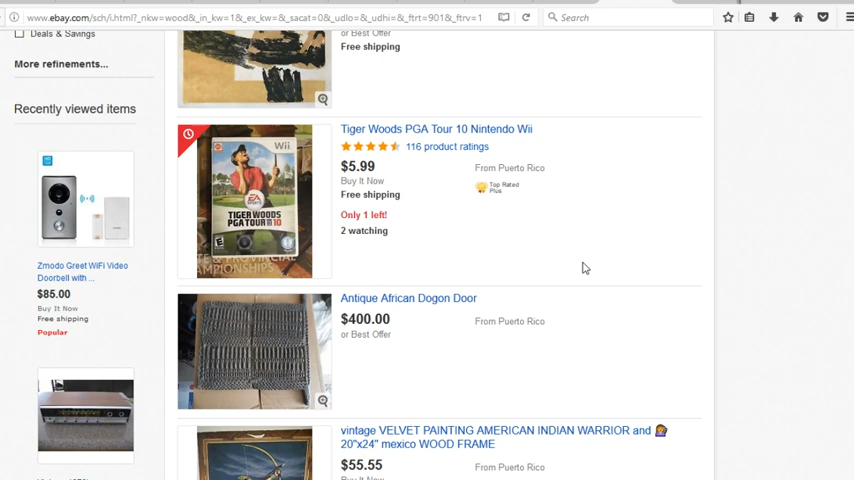 www.ebay.com/sch/i.html?_nkw=wood&_in_kw=1&_ex_kw=&_sacat=0&_udlo=&_udhi=&_ftrt=901&_ftrv=1
Search
Deals & Savings
More refinements...
Recently viewed items
Zmodo Greet WiFi Video
Doorbell with ...
$85.00
Buy It Now
Free shipping
Popular
or Best Offer
Free shipping
Wii
EA
SPORTS
TIGER WOODS
PGA TOUR 10
CHAMPIONSHIPS
Tiger Woods PGA Tour 10 Nintendo Wii
116 product ratings
$5.99
From Puerto Rico
Buy It Now
Top Rated
Plus
Free shipping
Only 1 left!
2 watching
Antique African Dogon Door
$400.00
From Puerto Rico
or Best Offer
vintage VELVET PAINTING AMERICAN INDIAN WARRIOR and
20"x24" mexico WOOD FRAME
$55.55
From Puerto Rico